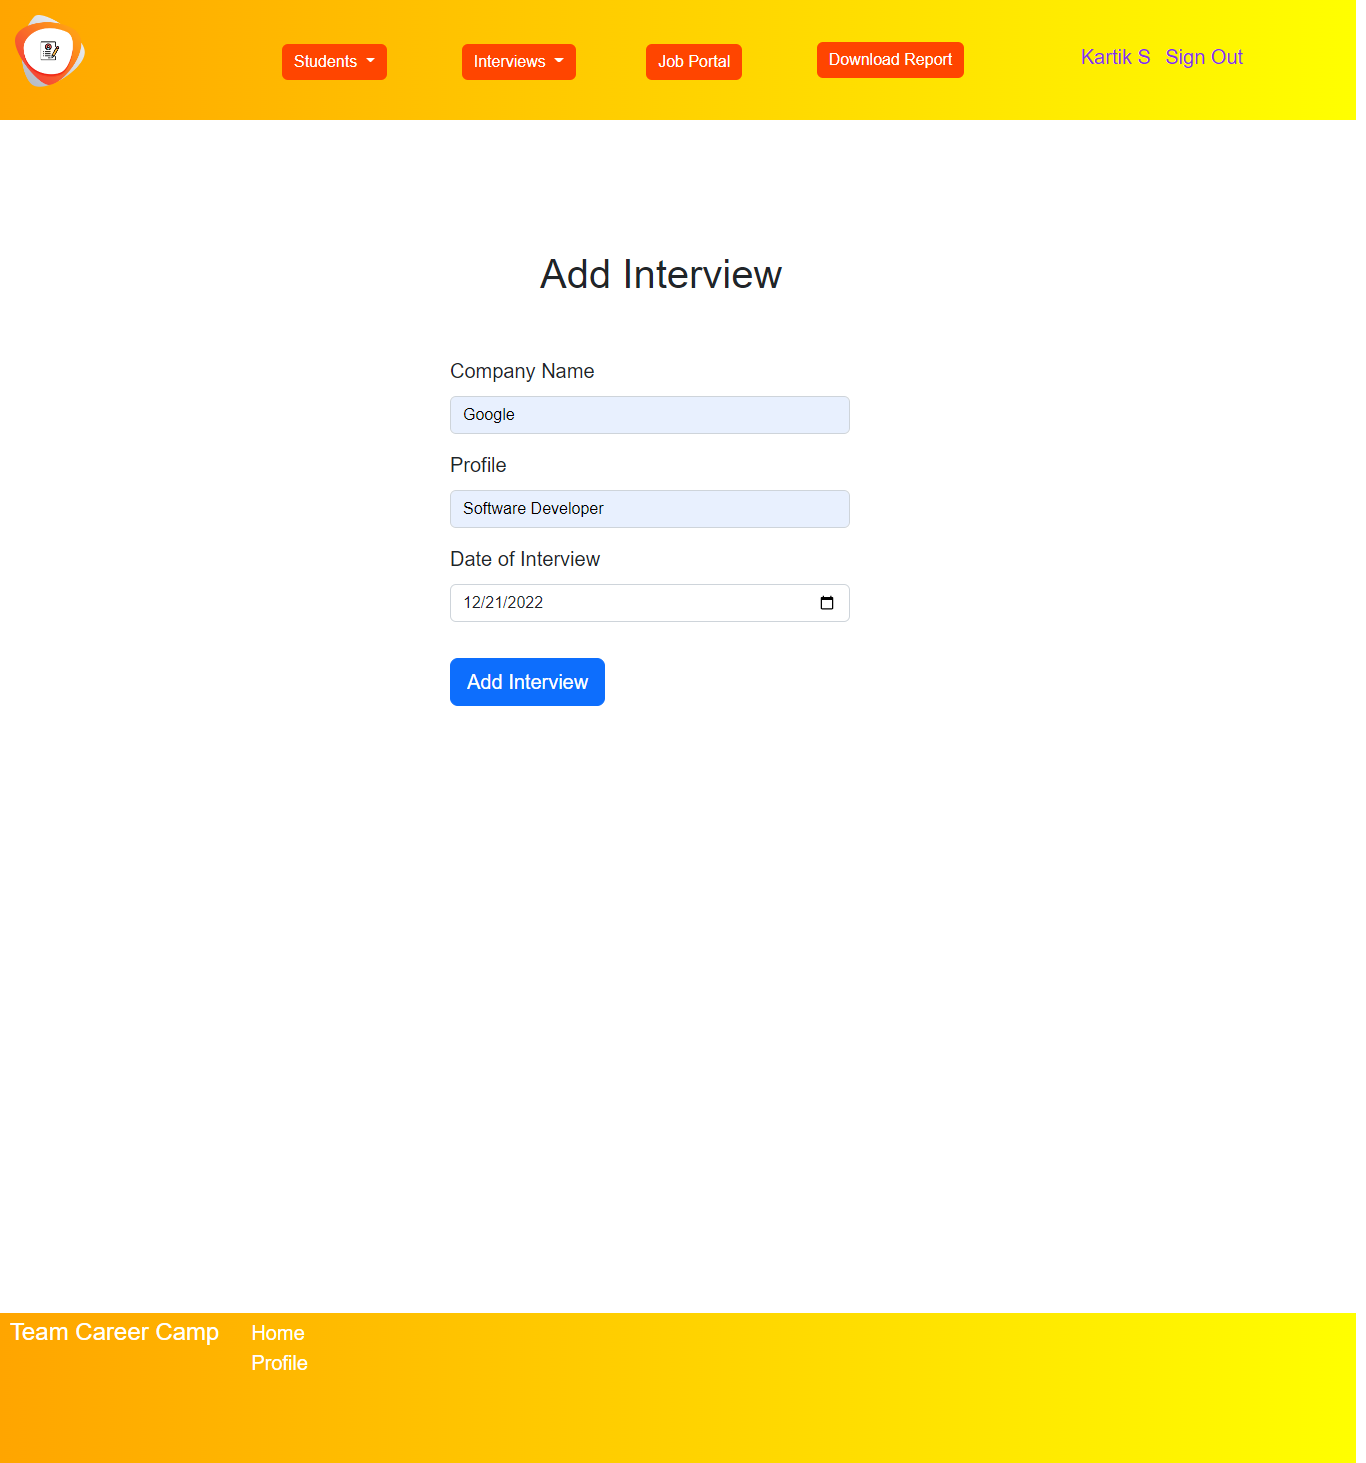 Students
Interviews
Job Portal
Download Report
Kartik S
Sign Out
Add Interview
Company Name
Google
Profile
Software Developer
Date of Interview
12/21/2022
Add Interview
Team Career Camp
Home
Profile